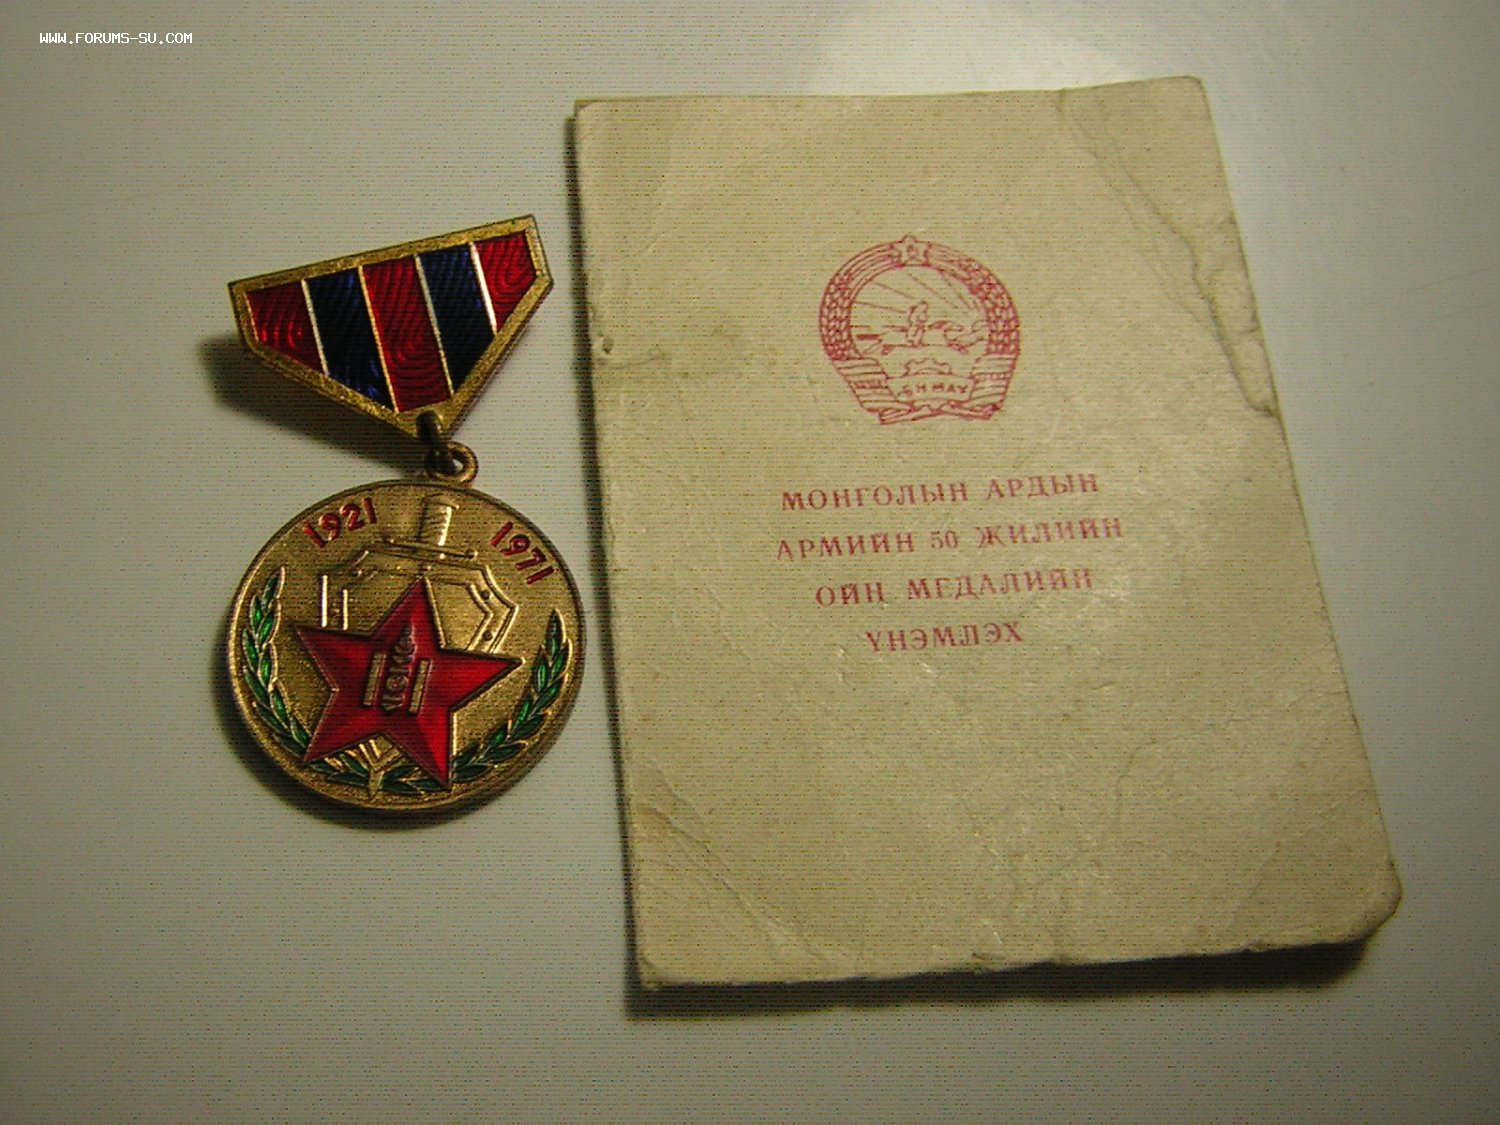 WWW.FORUMS-SU.COM
1921
1971
БНМАУ
МОНГОЛЫН АРДЫН
АРМИЙН 50 ЖИЛИЙН
ОЙН МЕДАЛИЙН
ҮНЭМЛЭХ